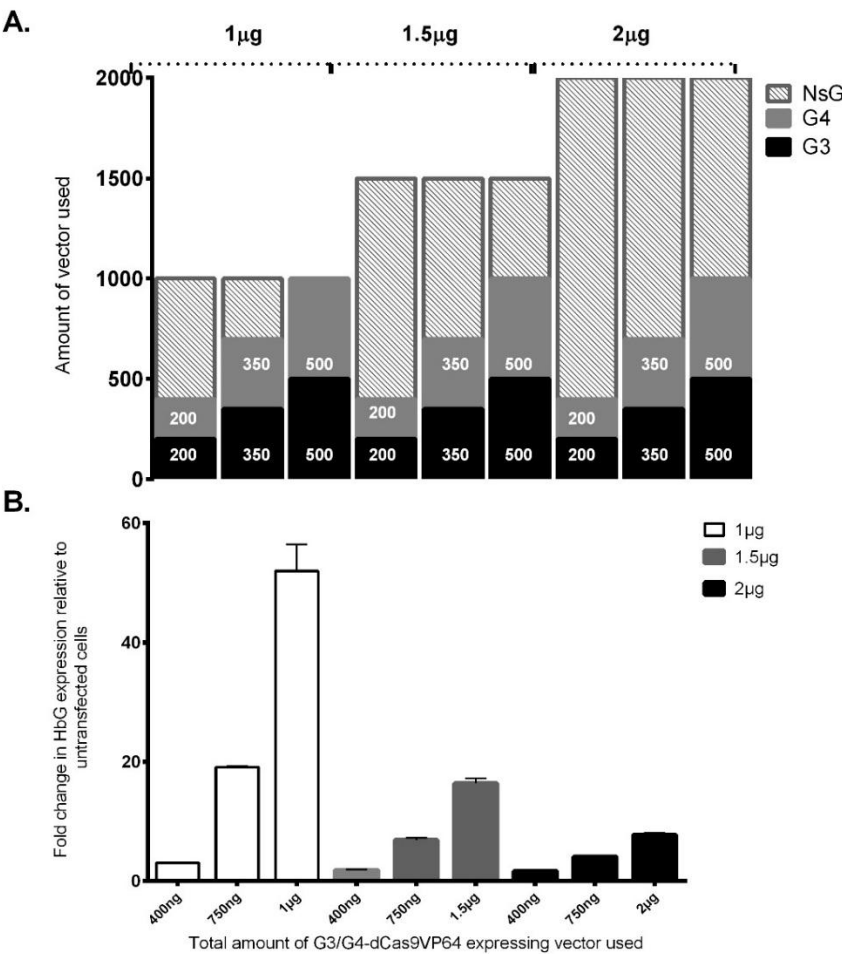 A.
1µg 1.5µg 2µg
2000
1500
1000
500
0
Amount of vector used
NsG
G4
G3
200 350 500 200 350 500 200 350 500
200 350 500 200 350 500 200 350 500
B.
60
40
20
0
Fold change in HbG expression relative to
untransfected cells
1µg
1.5µg
2µg
400ng 750ng 1µg 400ng 750ng 1.5µg 400ng 750ng 2µg
Total amount of G3/G4-dCas9VP64 expressing vector used